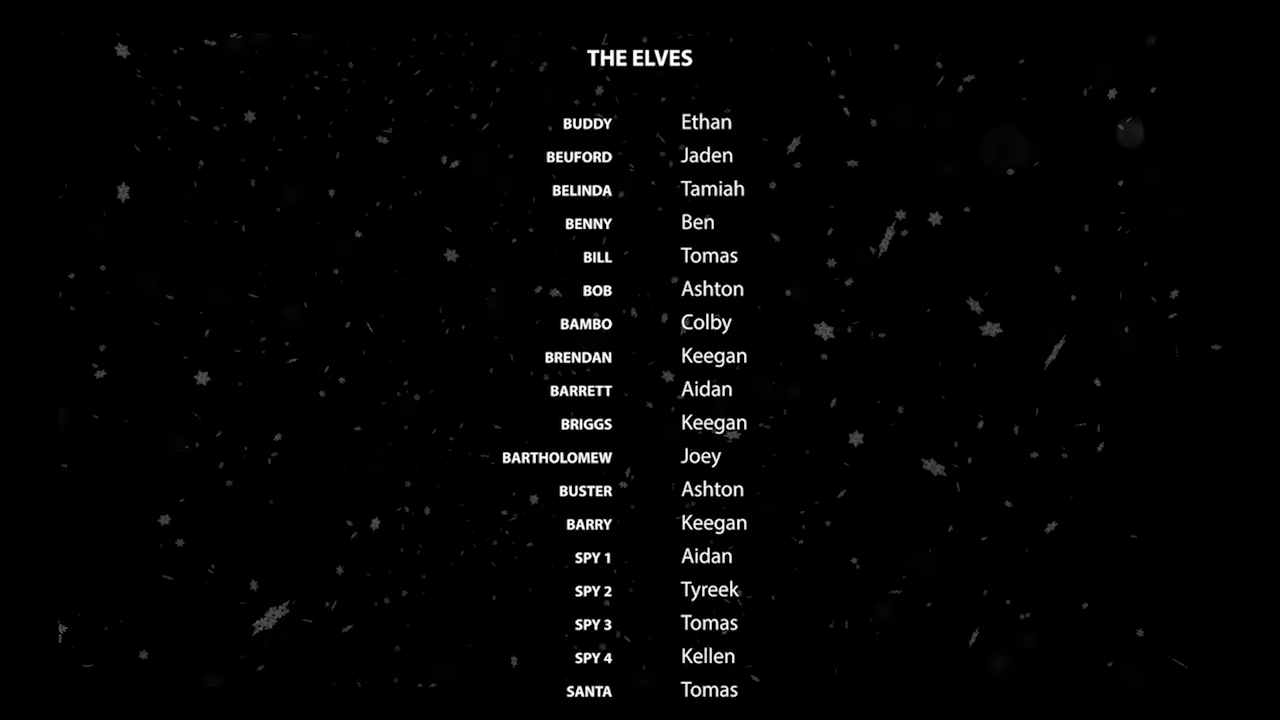 THE ELVES
BUDDY Ethan
BEUFORD Jaden
BELINDA Tamiah
BENNY Ben
BILL Tomas
BOB Ashton
BAMBO Colby
BRENDAN Keegan
BARRETT Aidan
BRIGGS Keegan
BARTHOLOMEW Joey
BUSTER Ashton
BARRY Keegan
SPY 1 Aidan
SPY 2 Tyreek
SPY 3 Tomas
SPY 4 Kellen
SANTA Tomas